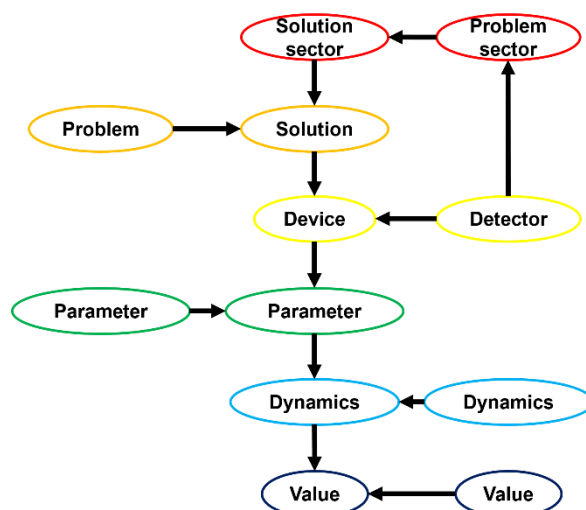 Solution
sector
Problem
sector
Problem
Solution
Device
Detector
Parameter
Parameter
Dynamics
Dynamics
Value
Value